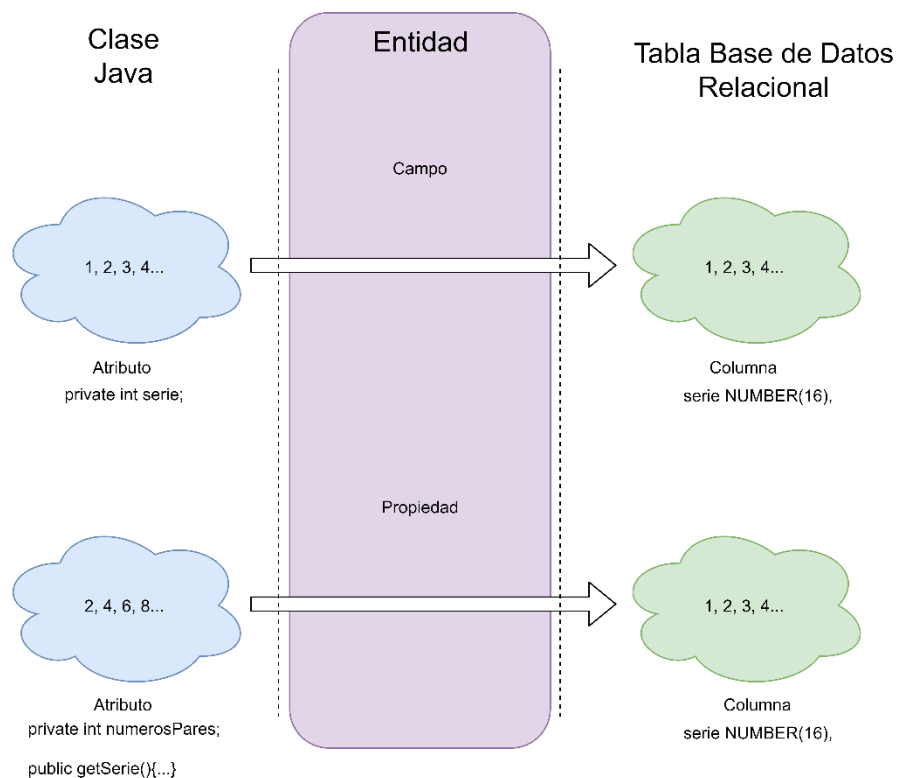 Clase
Java
Entidad
Tabla Base de Datos
Relacional
Campo
1, 2, 3, 4...
1, 2, 3, 4...
Atributo
private int serie;
Columna
serie NUMBER(16),
Propiedad
2, 4, 6, 8...
1, 2, 3, 4...
Atributo
private int numerosPares;
public getSerie(){...}
Columna
serie NUMBER(16),